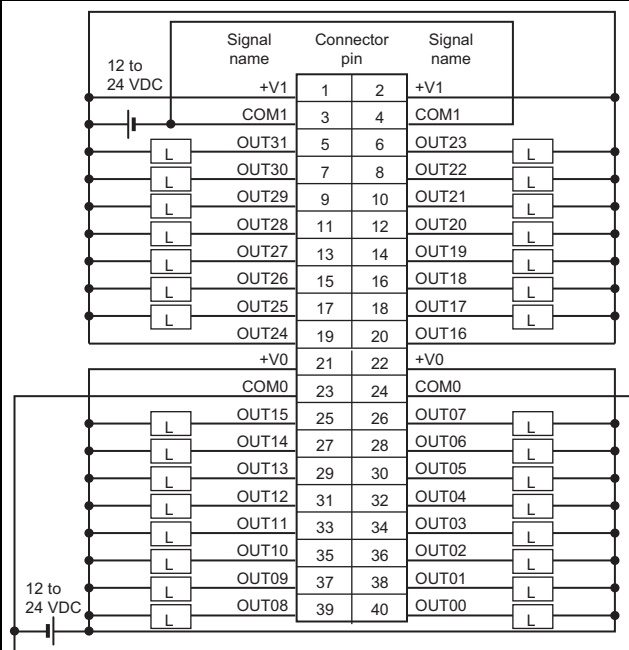 Signal name Connector pin Signal name
12 to 24 VDC
+V1 1 2 +V1
COM1 3 4 COM1
L OUT31 5 6 OUT23 L
L OUT30 7 8 OUT22 L
L OUT29 9 10 OUT21 L
L OUT28 11 12 OUT20 L
L OUT27 13 14 OUT19 L
L OUT26 15 16 OUT18 L
L OUT25 17 18 OUT17 L
OUT24 19 20 OUT16
+V0 21 22 +V0
COM0 23 24 COM0
L OUT15 25 26 OUT07 L
L OUT14 27 28 OUT06 L
L OUT13 29 30 OUT05 L
L OUT12 31 32 OUT04 L
L OUT11 33 34 OUT03 L
L OUT10 35 36 OUT02 L
L OUT09 37 38 OUT01 L
12 to 24 VDC
L OUT08 39 40 OUT00 L